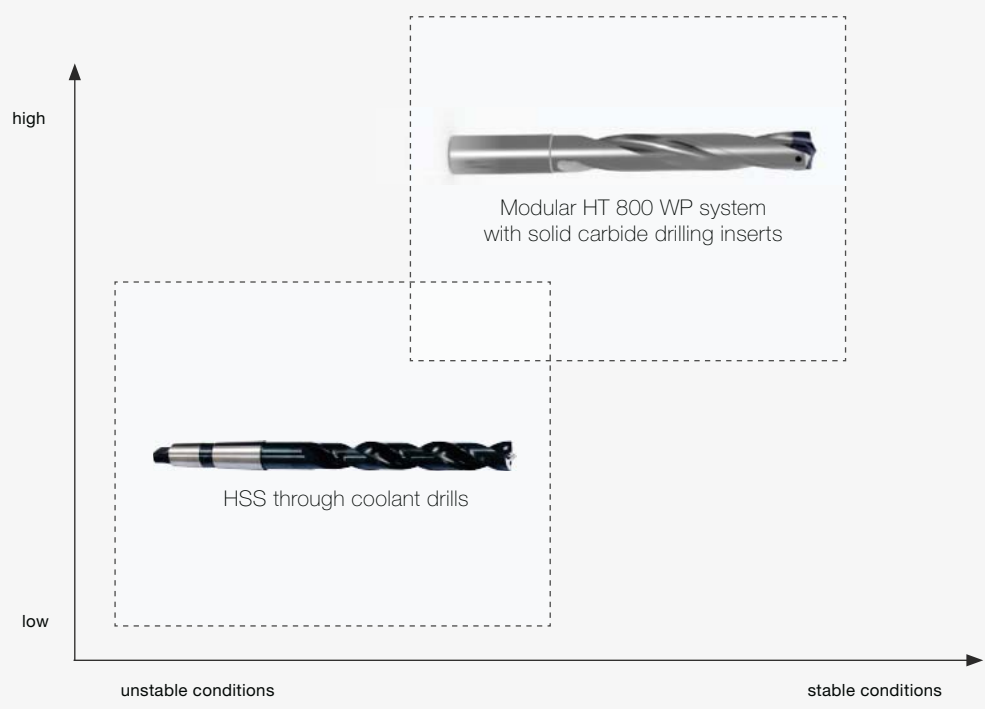 high
Modular HT 800 WP system
with solid carbide drilling inserts
HSS through coolant drills
low
unstable conditions
stable conditions